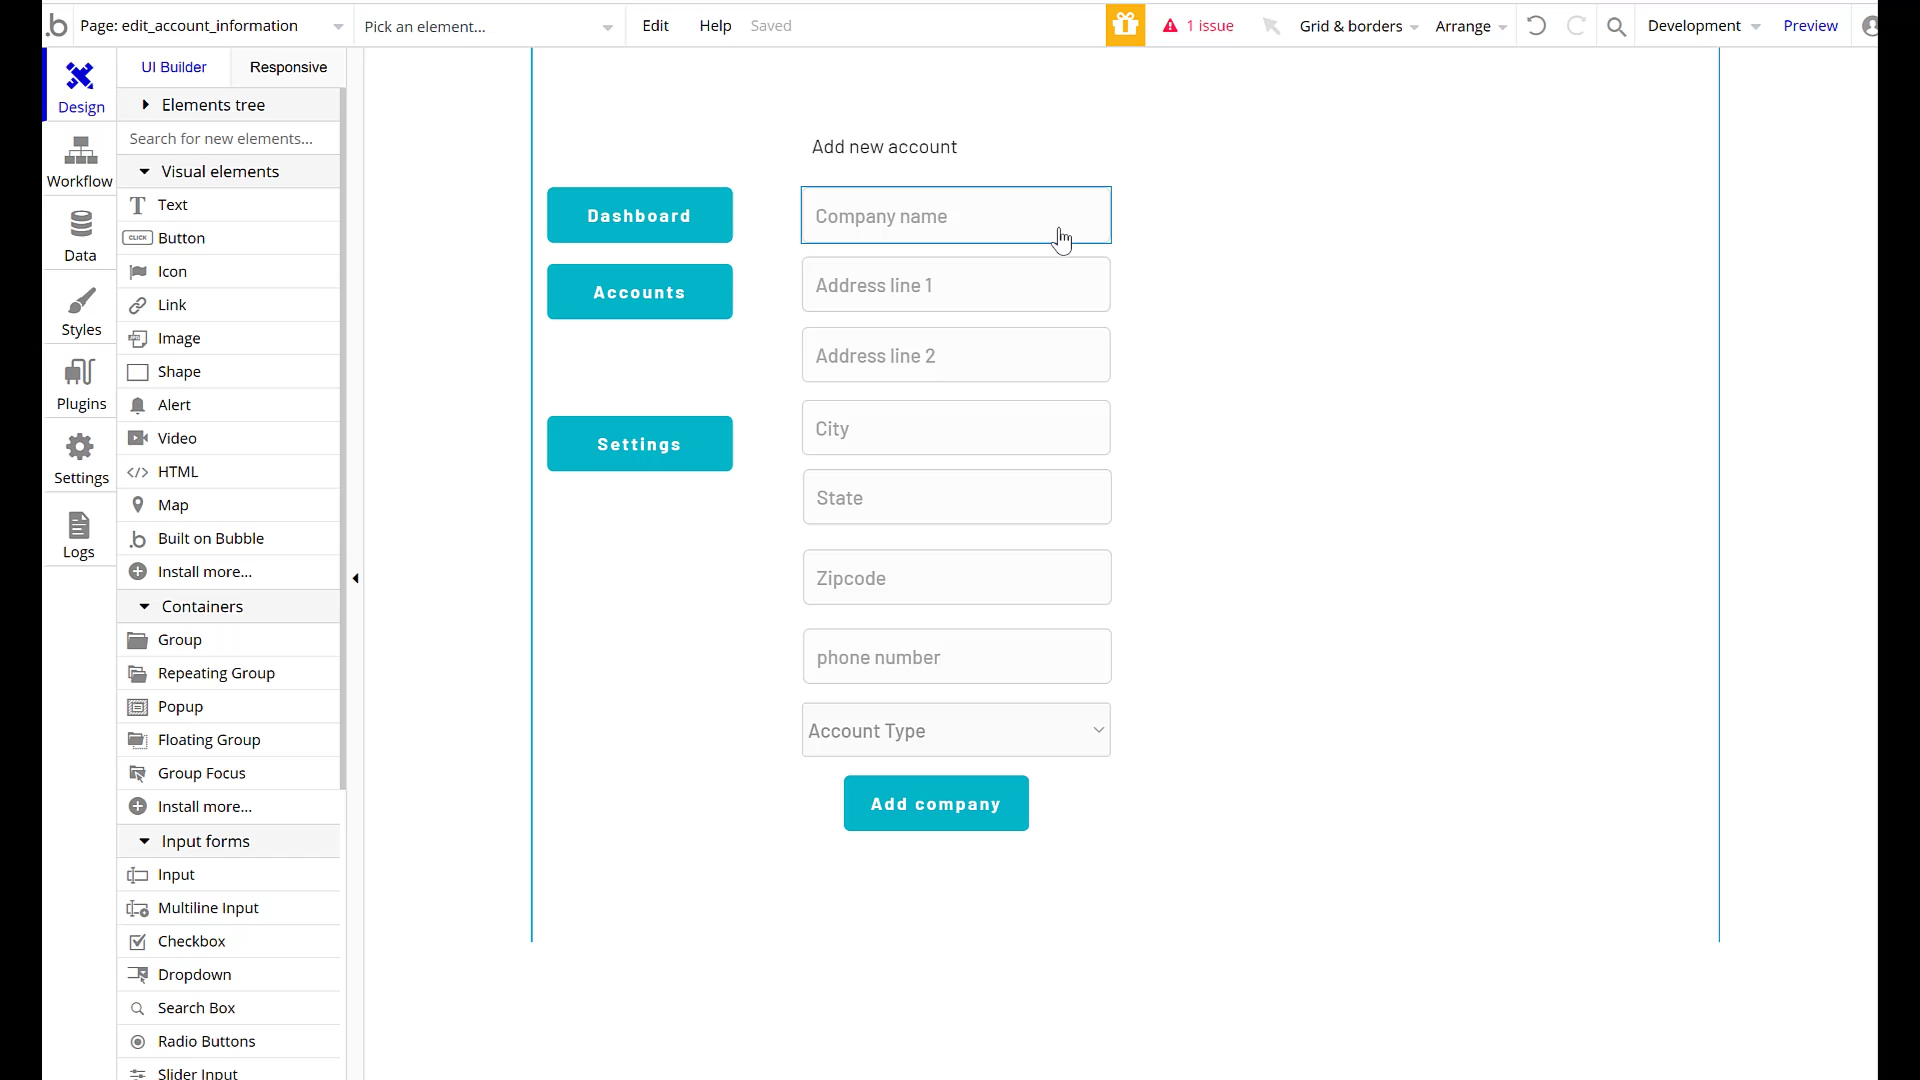 b Page: edit_account_information Pick an element... Edit Help Saved 1 issue Grid & borders Arrange Development Preview
UI Builder Responsive
Design
Workflow
Data
Styles
Plugins
Settings
Logs
Elements tree
Search for new elements...
Visual elements
Text
CLICK Button
Icon
Link
Image
Shape
Alert
Video
</> HTML
Map
b Built on Bubble
Install more...
Containers
Group
Repeating Group
Popup
Floating Group
Group Focus
Install more...
Input forms
Input
Multiline Input
Checkbox
Dropdown
Search Box
Radio Buttons
Slider Input
Dashboard
Accounts
Settings
Add new account
Company name
Address line 1
Address line 2
City
State
Zipcode
phone number
Account Type
Add company